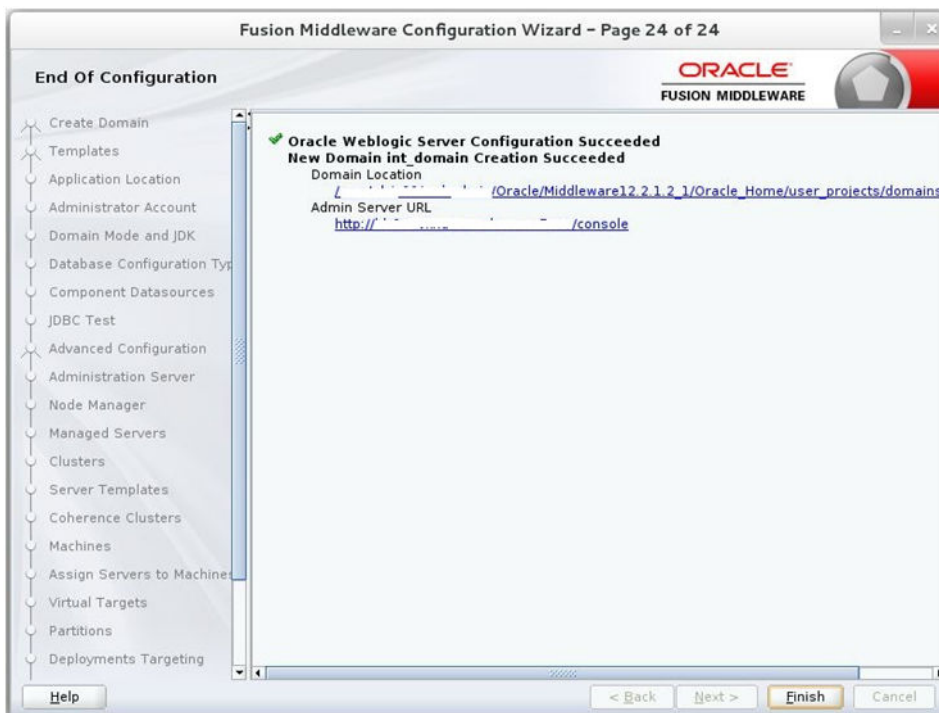 Fusion Middleware Configuration Wizard – Page 24 of 24
End Of Configuration
ORACLE
FUSION MIDDLEWARE
Create Domain
Templates
Application Location
Administrator Account
Domain Mode and JDK
Database Configuration Typ
Component Datasources
JDBC Test
Advanced Configuration
Administration Server
Node Manager
Managed Servers
Clusters
Server Templates
Coherence Clusters
Machines
Assign Servers to Machines
Virtual Targets
Partitions
Deployments Targeting
Oracle Weblogic Server Configuration Succeeded
New Domain int_domain Creation Succeeded
Domain Location
/Oracle/Middleware12.2.1.2_1/Oracle_Home/user_projects/domains
Admin Server URL
http:// /console
Help
< Back
Next >
Finish
Cancel